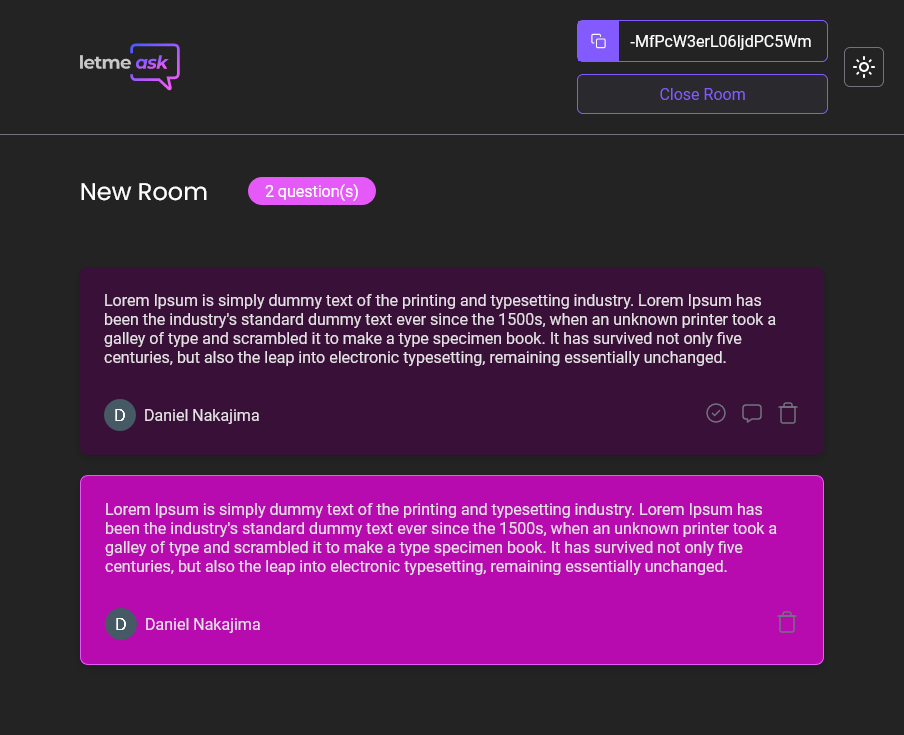 letme ask
-MfPcW3erL06ljdPC5Wm
Close Room
New Room
2 question(s)
Lorem Ipsum is simply dummy text of the printing and typesetting industry. Lorem Ipsum has
been the industry's standard dummy text ever since the 1500s, when an unknown printer took a
galley of type and scrambled it to make a type specimen book. It has survived not only five
centuries, but also the leap into electronic typesetting, remaining essentially unchanged.
D Daniel Nakajima
Lorem Ipsum is simply dummy text of the printing and typesetting industry. Lorem Ipsum has
been the industry's standard dummy text ever since the 1500s, when an unknown printer took a
galley of type and scrambled it to make a type specimen book. It has survived not only five
centuries, but also the leap into electronic typesetting, remaining essentially unchanged.
D Daniel Nakajima